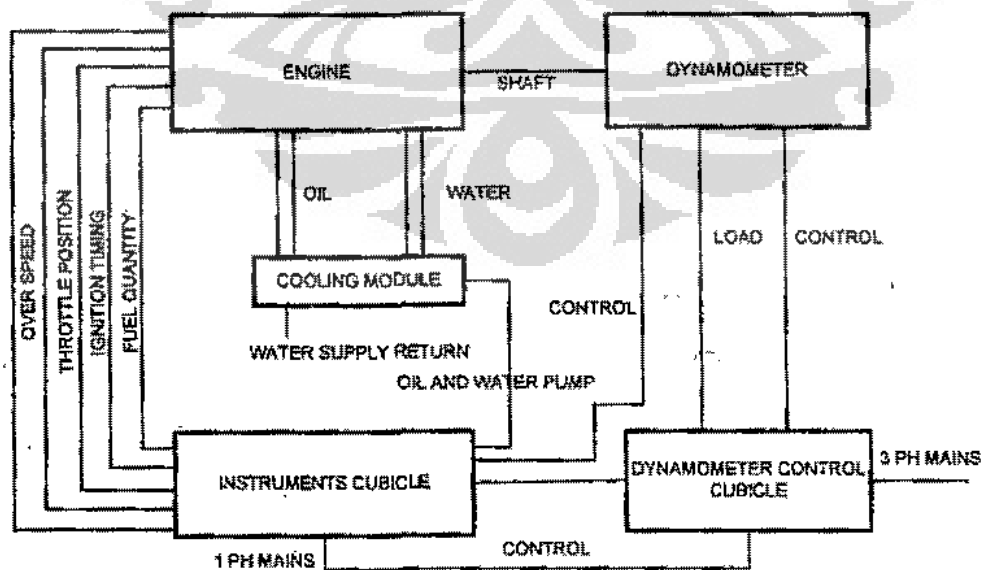 ENGINE
DYNAMOMETER
SHAFT
OIL
WATER
OVER SPEED
THROTTLE POSITION
IGNITION TIMING
FUEL QUANTITY
LOAD
CONTROL
COOLING MODULE
CONTROL
WATER SUPPLY RETURN
OIL AND WATER PUMP
INSTRUMENTS CUBICLE
DYNAMOMETER CONTROL
CUBICLE
3 PH MAINS
1 PH MAINS
CONTROL